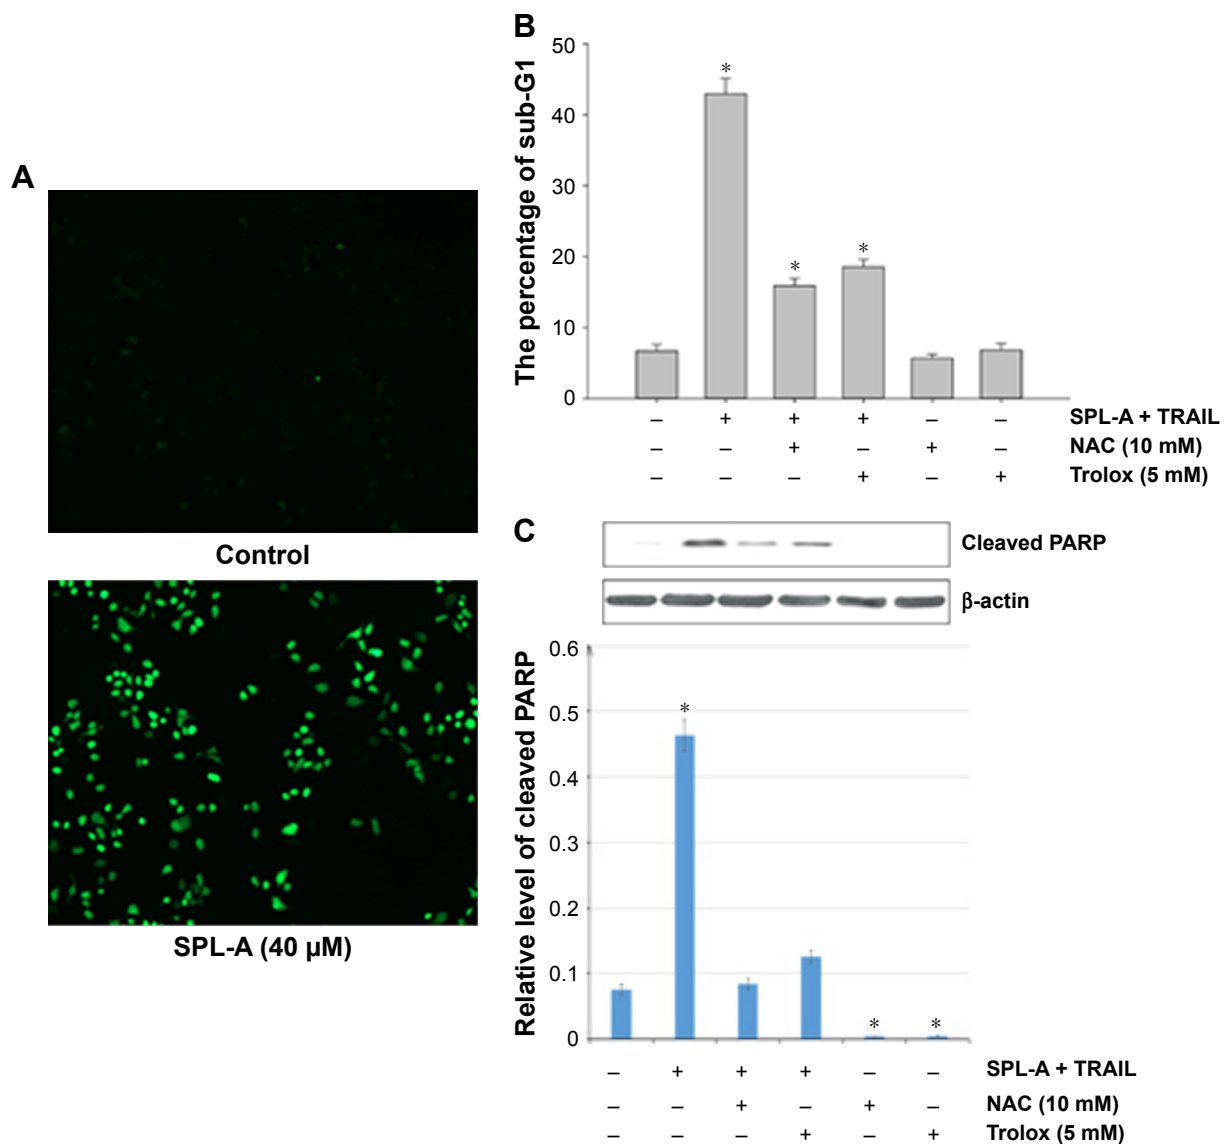 A
Control
SPL-A (40 μM)
B
The percentage of sub-G1
50
40
30
20
10
0
*
*
*
– + + + – – SPL-A + TRAIL
– – + – + – NAC (10 mM)
– – – + – + Trolox (5 mM)
C
Cleaved PARP
β-actin
Relative level of cleaved PARP
0.6
0.5
0.4
0.3
0.2
0.1
0
*
*
*
– + + + – – SPL-A + TRAIL
– – + – + – NAC (10 mM)
– – – + – + Trolox (5 mM)